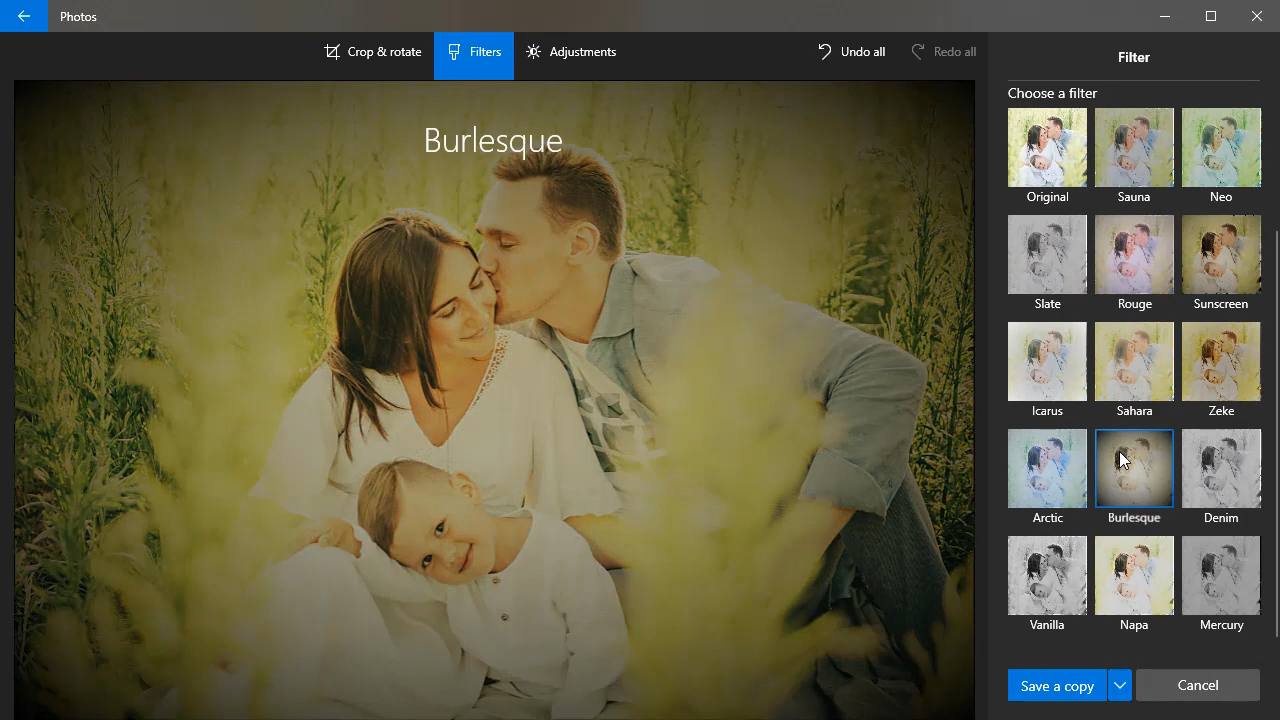 Photos
Crop & rotate
Filters
Adjustments
Undo all
Redo all
Filter
Choose a filter
Burlesque
Original
Sauna
Neo
Slate
Rouge
Sunscreen
Icarus
Sahara
Zeke
Arctic
Burlesque
Denim
Vanilla
Napa
Mercury
Save a copy
Cancel